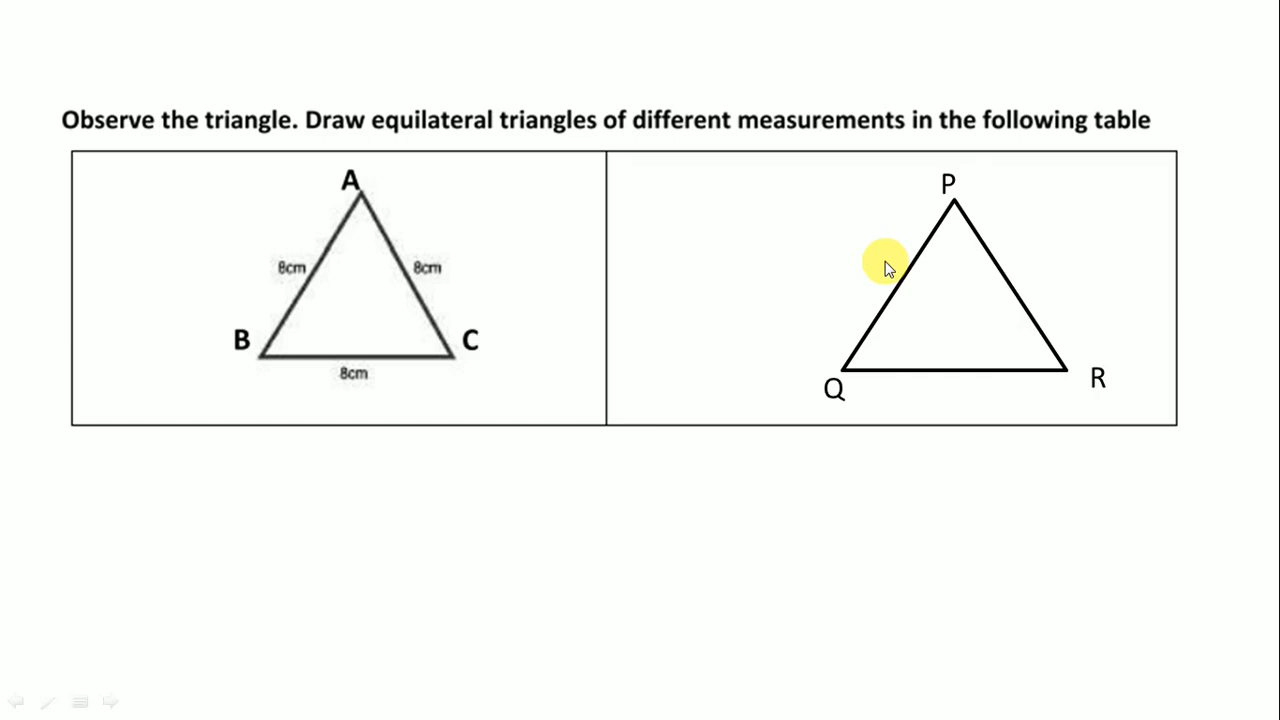 Observe the triangle. Draw equilateral triangles of different measurements in the following table
A
8cm
8cm
B
C
8cm
P
Q
R